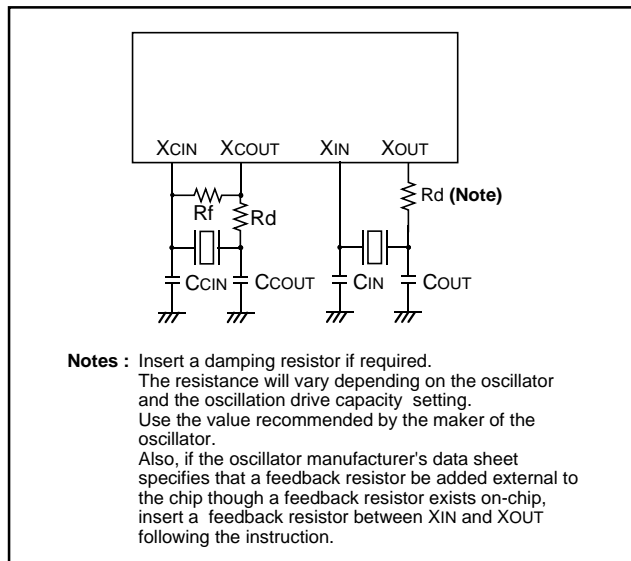 XCIN XCOUT XIN XOUT
Rf Rd Rd (Note)
CCIN CCOUT CIN COUT
Notes : Insert a damping resistor if required.
The resistance will vary depending on the oscillator
and the oscillation drive capacity setting.
Use the value recommended by the maker of the
oscillator.
Also, if the oscillator manufacturer's data sheet
specifies that a feedback resistor be added external to
the chip though a feedback resistor exists on-chip,
insert a feedback resistor between XIN and XOUT
following the instruction.